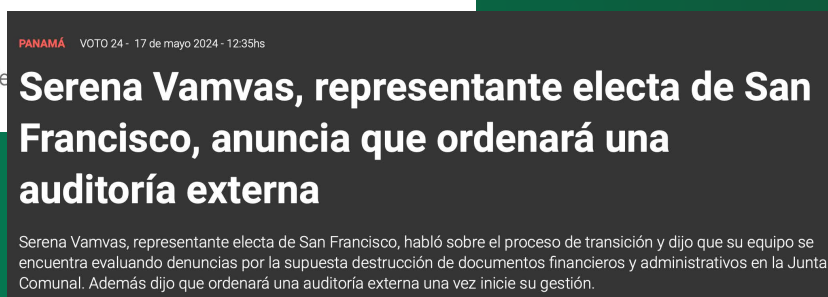 PANAMÁ VOTO 24 - 17 de mayo 2024 - 12:35hs
Serena Vamvas, representante electa de San
Francisco, anuncia que ordenará una
auditoría externa
Serena Vamvas, representante electa de San Francisco, habló sobre el proceso de transición y dijo que su equipo se
encuentra evaluando denuncias por la supuesta destrucción de documentos financieros y administrativos en la Junta
Comunal. Además dijo que ordenará una auditoría externa una vez inicie su gestión.